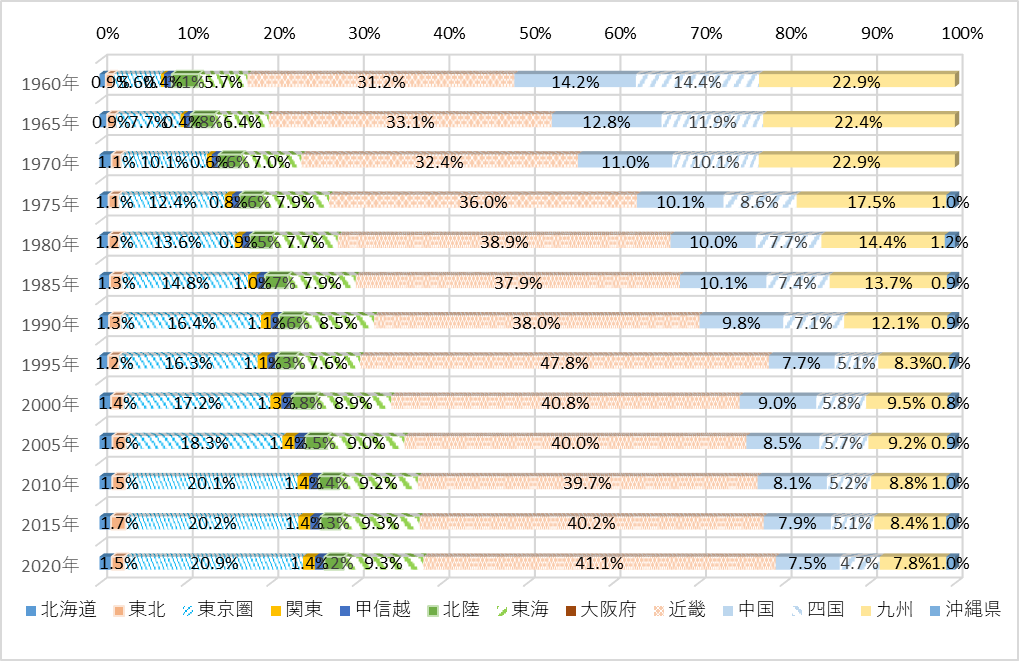 0% 10% 20% 30% 40% 50% 60% 70% 80% 90% 100%
1960年 0.9% 5.6% 0.4% 5.7% 31.2% 14.2% 14.4% 22.9%
1965年 0.9% 7.7% 0.4% 6.4% 33.1% 12.8% 11.9% 22.4%
1970年 1.1% 10.1% 0.6% 7.0% 32.4% 11.0% 10.1% 22.9%
1975年 1.1% 12.4% 0.8% 7.9% 36.0% 10.1% 8.6% 17.5% 1.0%
1980年 1.2% 13.6% 0.9% 7.7% 38.9% 10.0% 7.7% 14.4% 1.2%
1985年 1.3% 14.8% 1.0% 7.9% 37.9% 10.1% 7.4% 13.7% 0.9%
1990年 1.3% 16.4% 1.1% 8.5% 38.0% 9.8% 7.1% 12.1% 0.9%
1995年 1.2% 16.3% 1.1% 7.6% 47.8% 7.7% 5.1% 8.3% 0.7%
2000年 1.4% 17.2% 1.3% 8.9% 40.8% 9.0% 5.8% 9.5% 0.8%
2005年 1.6% 18.3% 1.4% 9.0% 40.0% 8.5% 5.7% 9.2% 0.9%
2010年 1.5% 20.1% 1.4% 9.2% 39.7% 8.1% 5.2% 8.8% 1.0%
2015年 1.7% 20.2% 1.4% 9.3% 40.2% 7.9% 5.1% 8.4% 1.0%
2020年 1.5% 20.9% 1.4% 9.3% 41.1% 7.5% 4.7% 7.8% 1.0%
北海道 東北 東京圏 関東 甲信越 北陸 東海 大阪府 近畿 中国 四国 九州 沖縄県